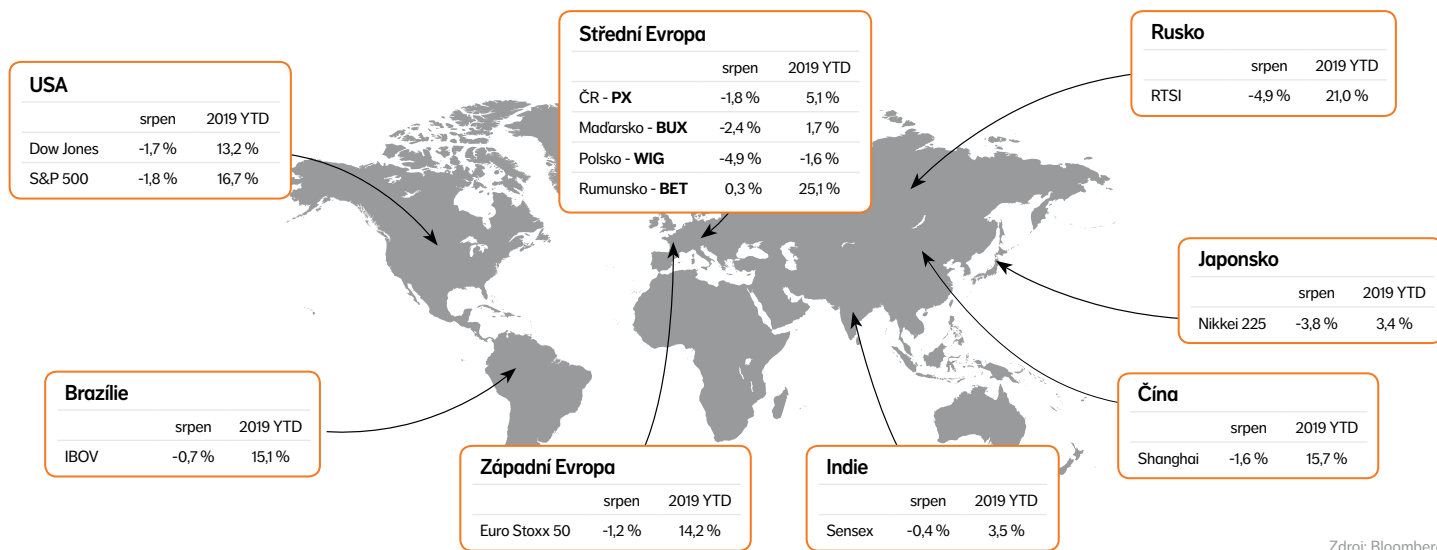 USA
srpen 2019 YTD
Dow Jones -1,7 % 13,2 %
S&P 500 -1,8 % 16,7 %
Střední Evropa
srpen 2019 YTD
ČR - PX -1,8 % 5,1 %
Maďarsko - BUX -2,4 % 1,7 %
Polsko - WIG -4,9 % -1,6 %
Rumunsko - BET 0,3 % 25,1 %
Rusko
srpen 2019 YTD
RTSI -4,9 % 21,0 %
Japonsko
srpen 2019 YTD
Nikkei 225 -3,8 % 3,4 %
Brazílie
srpen 2019 YTD
IBOV -0,7 % 15,1 %
Západní Evropa
srpen 2019 YTD
Euro Stoxx 50 -1,2 % 14,2 %
Indie
srpen 2019 YTD
Sensex -0,4 % 3,5 %
Čína
srpen 2019 YTD
Shanghai -1,6 % 15,7 %
Zdroj: Bloomberg